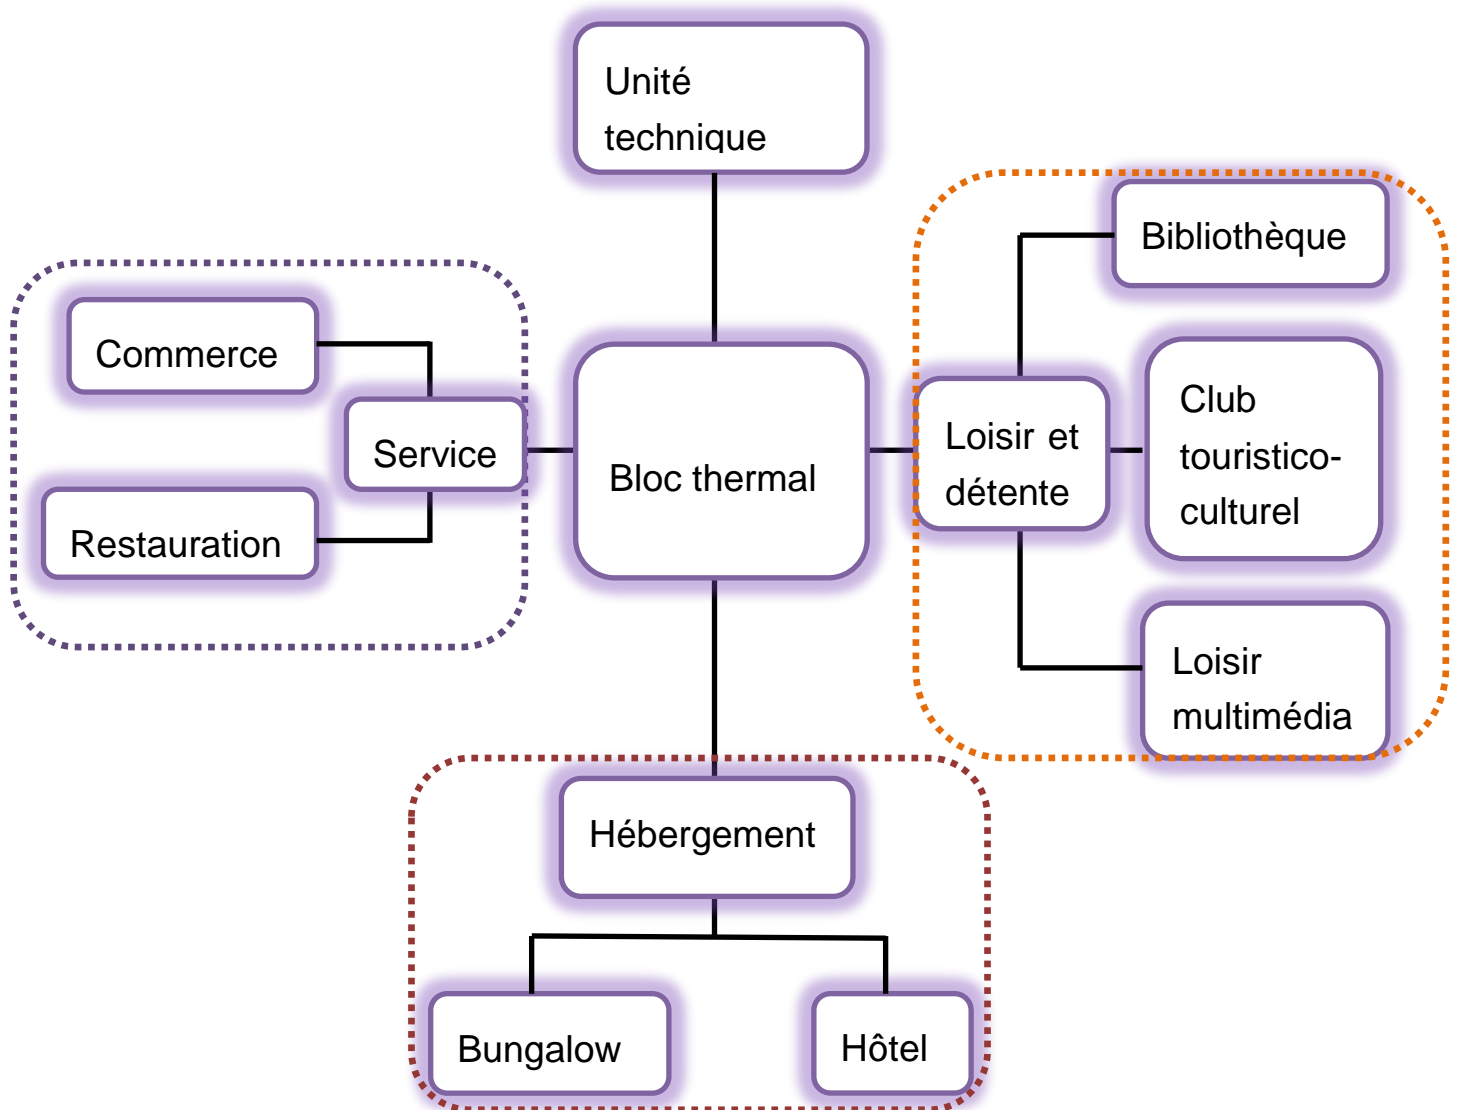 Unité
technique
Bibliothèque
Commerce
Club
touristico-
culturel
Service
Loisir et
détente
Bloc thermal
Restauration
Loisir
multimédia
Hébergement
Bungalow
Hôtel